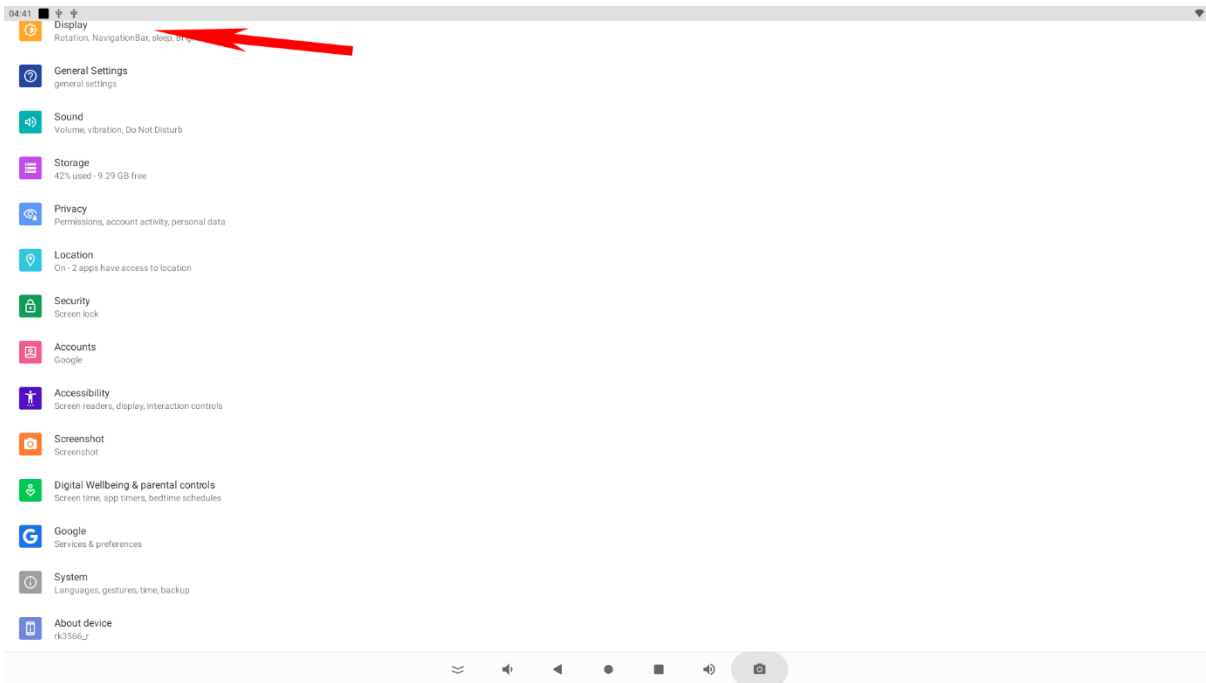 04:41
Display
Rotation, NavigationBar, sleep,
General Settings
general settings
Sound
Volume, vibration, Do Not Disturb
Storage
42% used - 9.29 GB free
Privacy
Permissions, account activity, personal data
Location
On - 2 apps have access to location
Security
Screen lock
Accounts
Google
Accessibility
Screen readers, display, interaction controls
Screenshot
Screenshot
Digital Wellbeing & parental controls
Screen time, app timers, bedtime schedules
G
Google
Services & preferences
System
Languages, gestures, time, backup
About device
rk3566_r